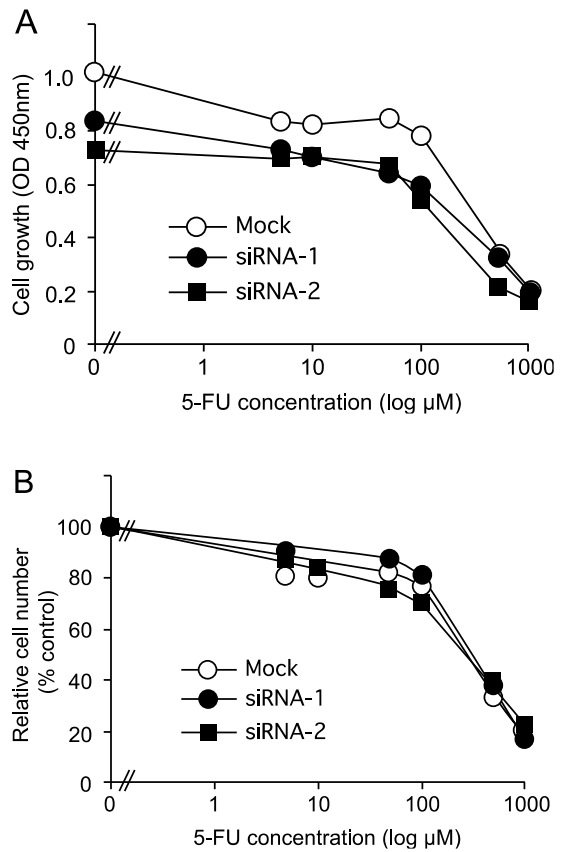 A
Cell growth (OD 450nm)
1.0
0.8
0.6
0.4
0.2
0
Mock
siRNA-1
siRNA-2
0 1 10 100 1000
5-FU concentration (log µM)
B
Relative cell number
(% control)
100
80
60
40
20
0
Mock
siRNA-1
siRNA-2
0 1 10 100 1000
5-FU concentration (log µM)